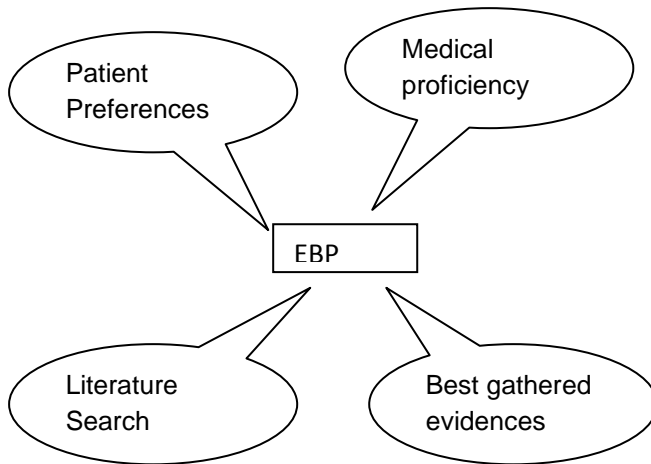 Patient
Preferences
Medical
proficiency
EBP
Literature
Search
Best gathered
evidences